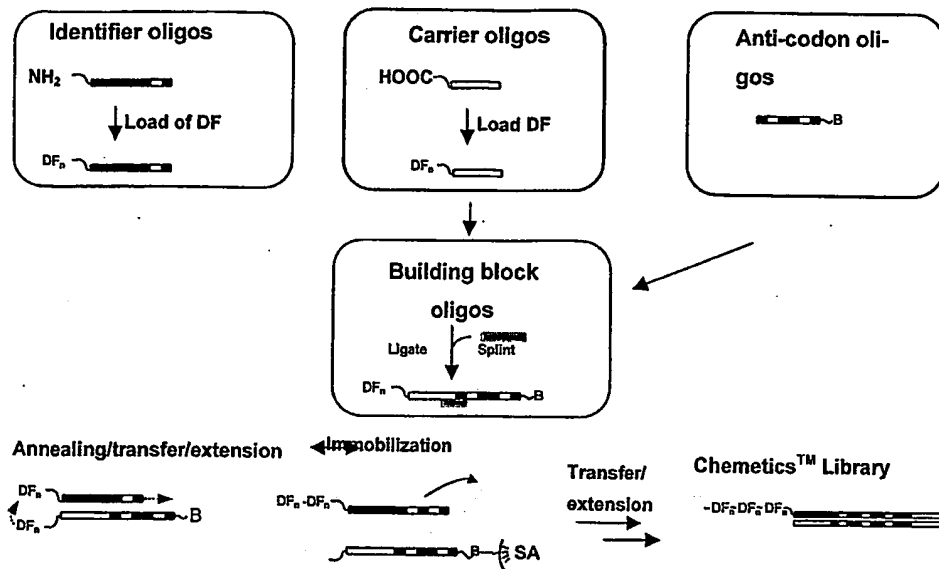 Identifier oligos
NH2
Load of DF
DFn
Carrier oligos
HOOC
Load DF
DFn
Anti-codon oli-
gos
B
Building block
oligos
Ligate
Splint
DFn
B
Annealing/transfer/extension
Immobilization
DFn
DFn
B
DFn-DFn
B
SA
Transfer/
extension
Chemetics™ Library
-DFn-DFn-DFn